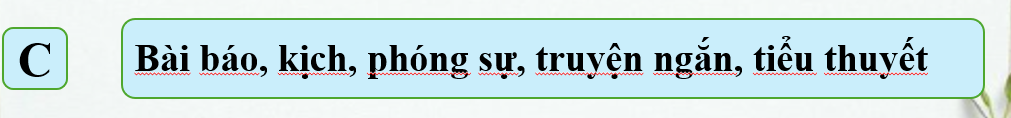 C Bài báo, kịch, phóng sự, truyện ngắn, tiểu thuyết